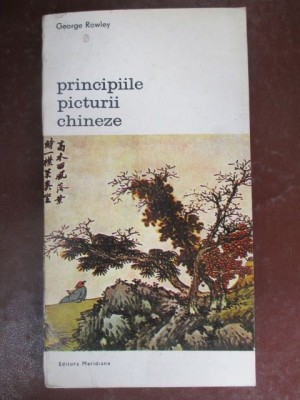 George Rowley
principiile
picturii
chineze
Editura Meridiane